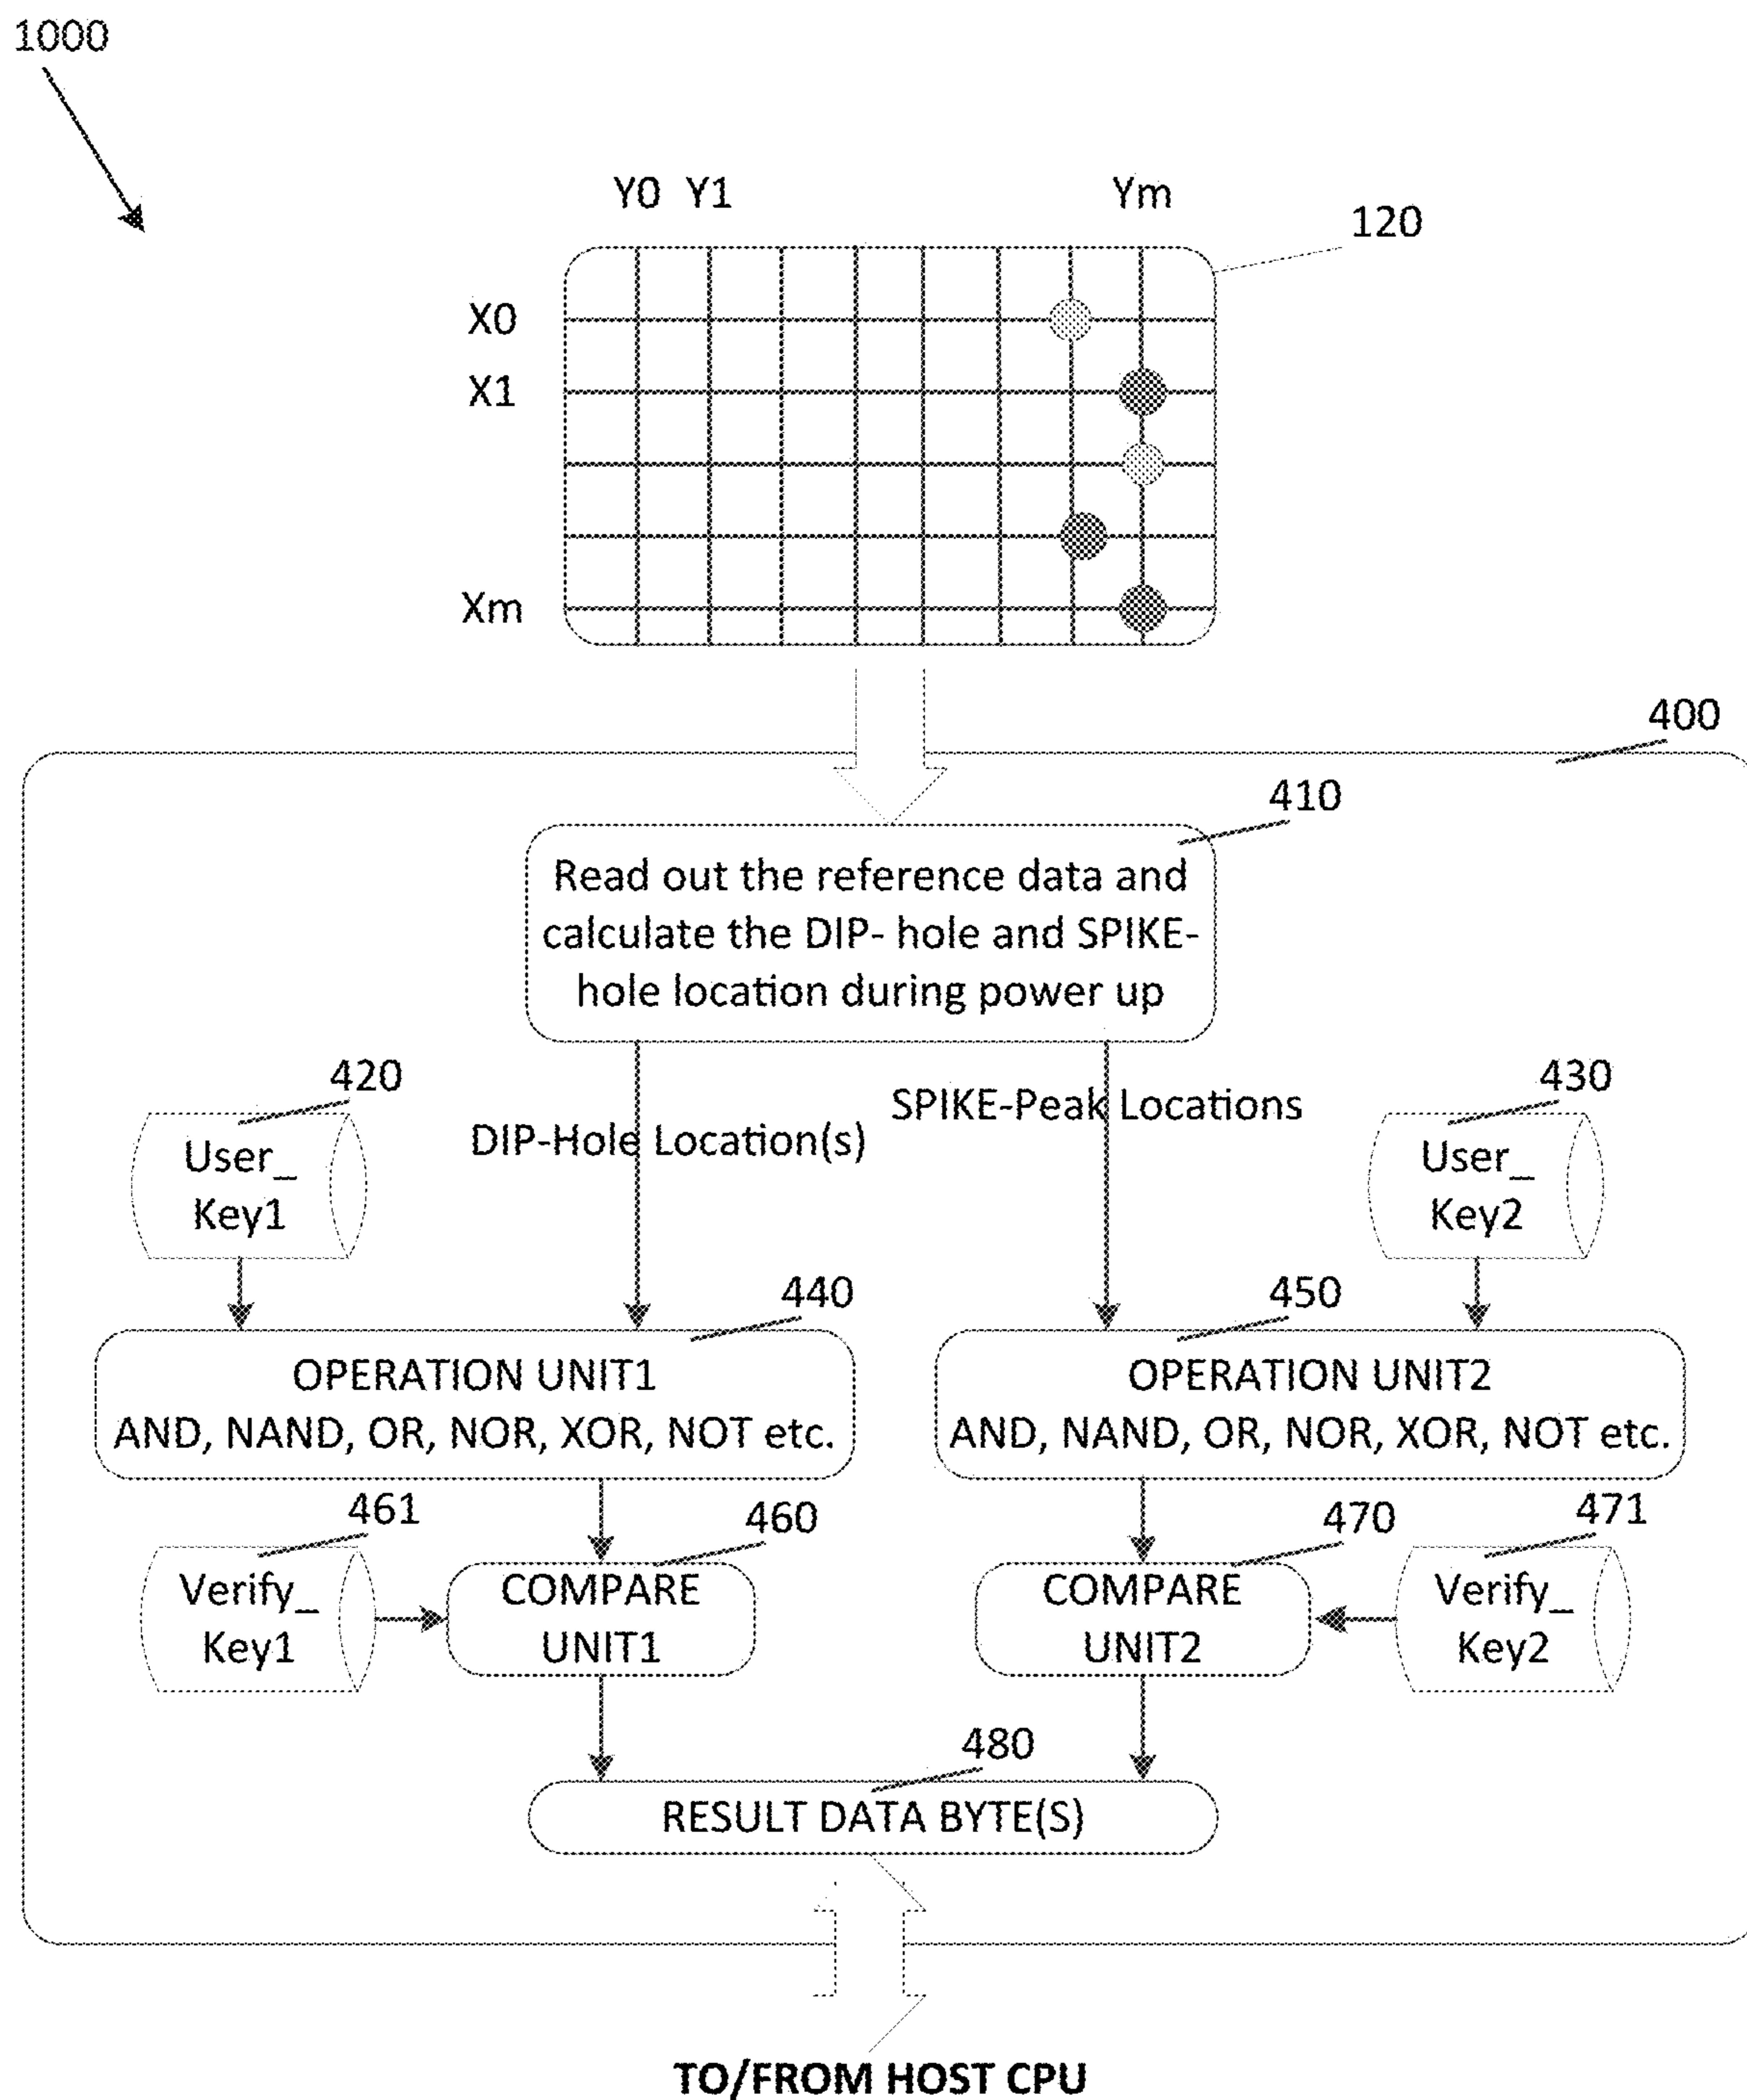 1000
Y0 Y1 Ym
120
X0
X1
Xm
400
410
Read out the reference data and
calculate the DIP- hole and SPIKE-
hole location during power up
420
430
SPIKE-Peak Locations
DIP-Hole Location(s)
User_
Key1
User_
Key2
440
450
OPERATION UNIT1
AND, NAND, OR, NOR, XOR, NOT etc.
OPERATION UNIT2
AND, NAND, OR, NOR, XOR, NOT etc.
461
460
470
471
Verify_
Key1
COMPARE
UNIT1
COMPARE
UNIT2
Verify_
Key2
480
RESULT DATA BYTE(S)
TO/FROM HOST CPU